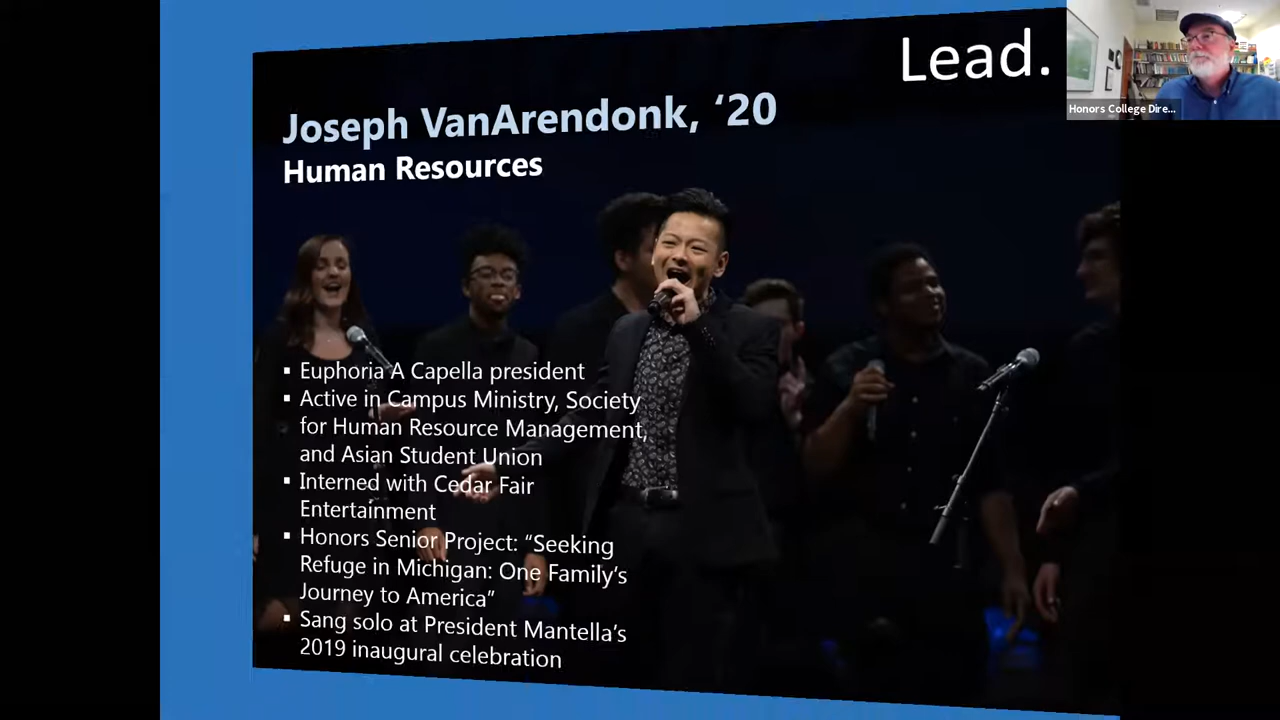 Lead.
Honors College Dire...
Joseph VanArendonk, ‘20
Human Resources
▪ Euphoria A Capella president
▪ Active in Campus Ministry, Society
for Human Resource Management,
and Asian Student Union
▪ Interned with Cedar Fair
Entertainment
▪ Honors Senior Project: “Seeking
Refuge in Michigan: One Family’s
Journey to America”
▪ Sang solo at President Mantella’s
2019 inaugural celebration